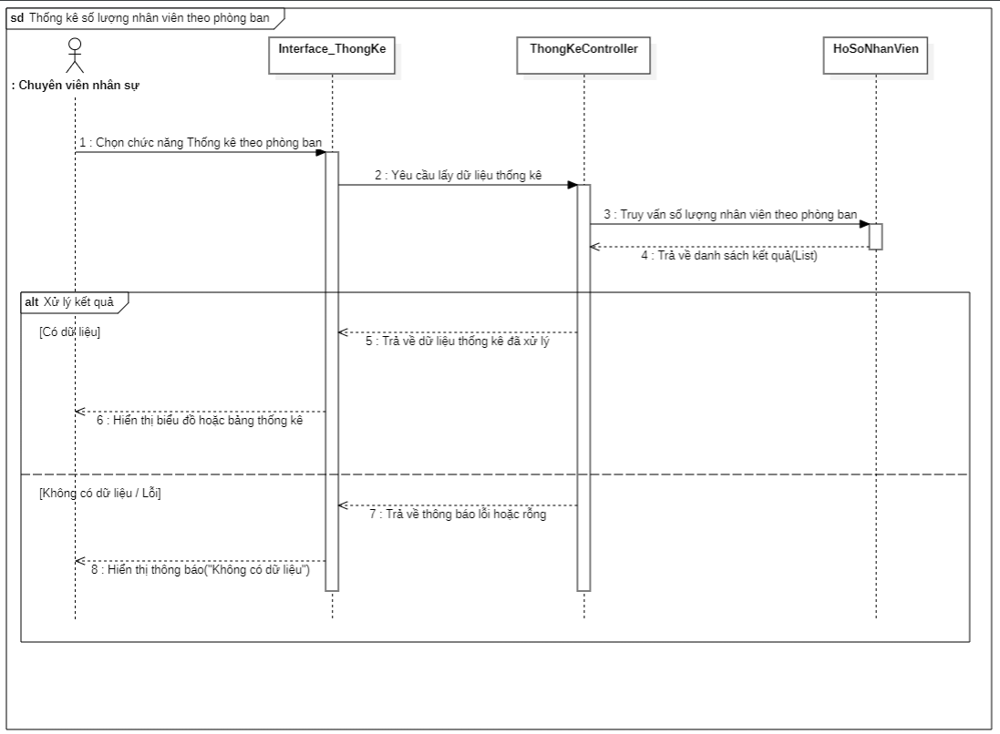 sd Thống kê số lượng nhân viên theo phòng ban
Interface_ThongKe
ThongKeController
HoSoNhanVien
: Chuyên viên nhân sự
1 : Chọn chức năng Thống kê theo phòng ban
2 : Yêu cầu lấy dữ liệu thống kê
3 : Truy vấn số lượng nhân viên theo phòng ban
4 : Trả về danh sách kết quả(List)
alt Xử lý kết quả
[Có dữ liệu]
5 : Trả về dữ liệu thống kê đã xử lý
6 : Hiển thị biểu đồ hoặc bảng thống kê
[Không có dữ liệu / Lỗi]
7 : Trả về thông báo lỗi hoặc rỗng
8 : Hiển thị thông báo("Không có dữ liệu")